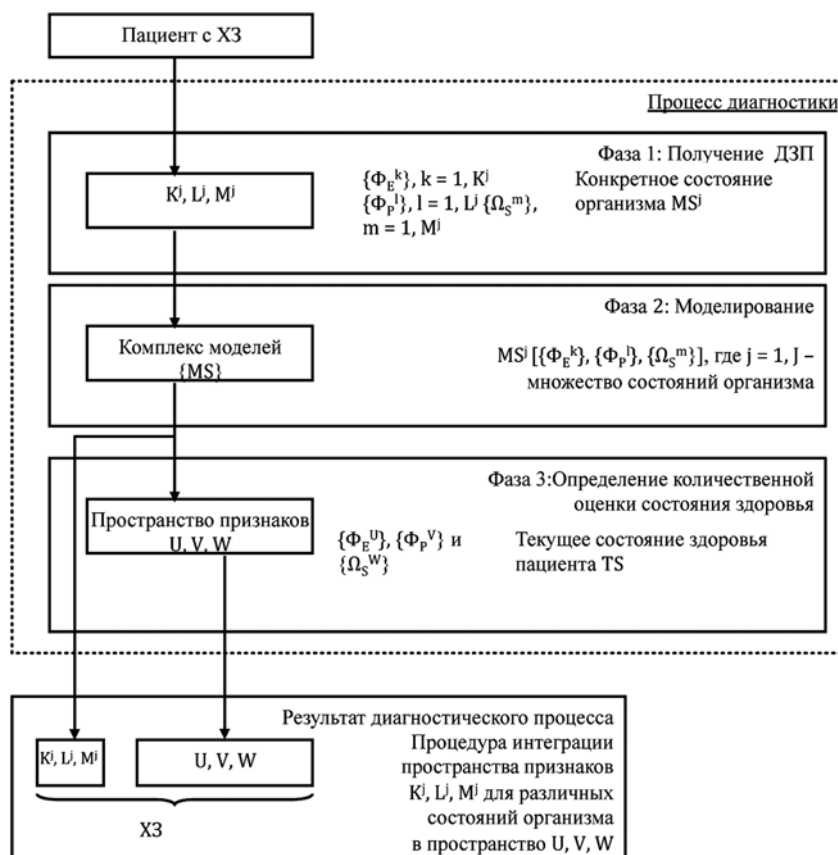 Пациент с ХЗ
Процесс диагностики
Фаза 1: Получение ДЗП
Kʲ, Lʲ, Mʲ
{Φ_E^k}, k = 1, Kʲ
{Φ_P^l}, l = 1, Lʲ {Ω_S^m},
m = 1, Mʲ
Конкретное состояние
организма MSʲ
Фаза 2: Моделирование
Комплекс моделей
{MS}
MSʲ [{Φ_E^k}, {Φ_P^l}, {Ω_S^m}], где j = 1, J –
множество состояний организма
Фаза 3:Определение количественной
оценки состояния здоровья
Пространство признаков
U, V, W
{Φ_E^U}, {Φ_P^V} и
{Ω_S^W}
Текущее состояние здоровья
пациента TS
Результат диагностического процесса
Процедура интеграции
пространства признаков
Kʲ, Lʲ, Mʲ для различных
состояний организма
в пространство U, V, W
Kʲ, Lʲ, Mʲ
U, V, W
ХЗ